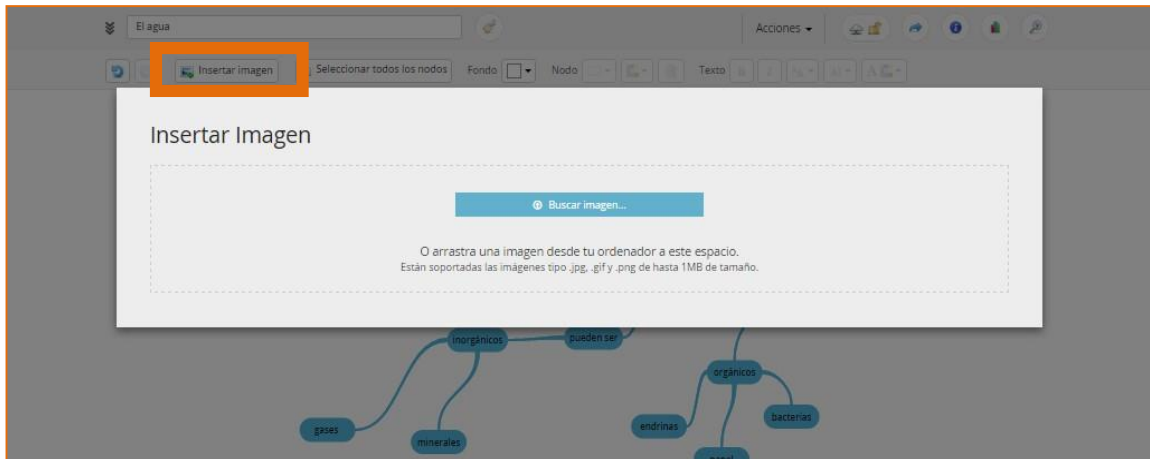 El agua
Acciones
Insertar imagen
Seleccionar todos los nodos
Fondo
Nodo
Texto
Insertar Imagen
Buscar imagen...
O arrastra una imagen desde tu ordenador a este espacio.
Están soportadas las imágenes tipo .jpg, .gif y .png de hasta 1MB de tamaño.
inorgánicos
pueden ser
orgánicos
gases
minerales
endrinas
bacterias